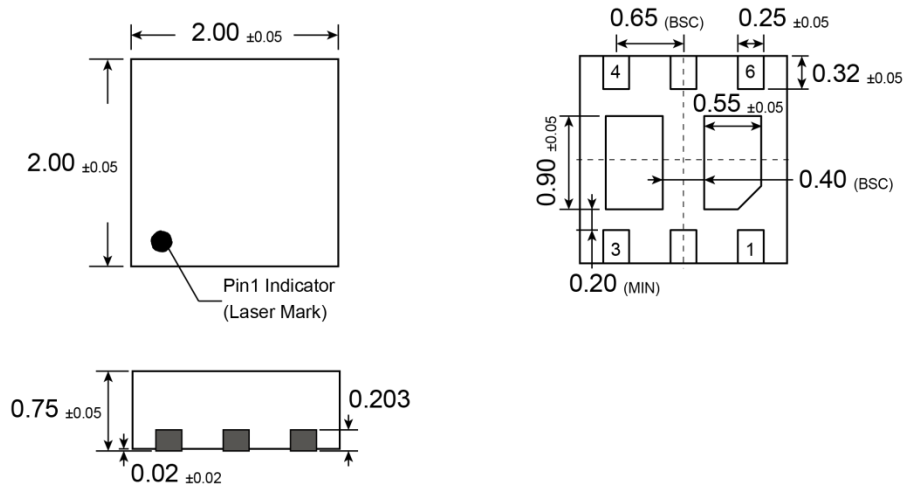 2.00 ±0.05
2.00 ±0.05
Pin1 Indicator
(Laser Mark)
0.65 (BSC)
0.25 ±0.05
4
6
0.32 ±0.05
0.55 ±0.05
0.90 ±0.05
0.40 (BSC)
3
1
0.20 (MIN)
0.75 ±0.05
0.203
0.02 ±0.02